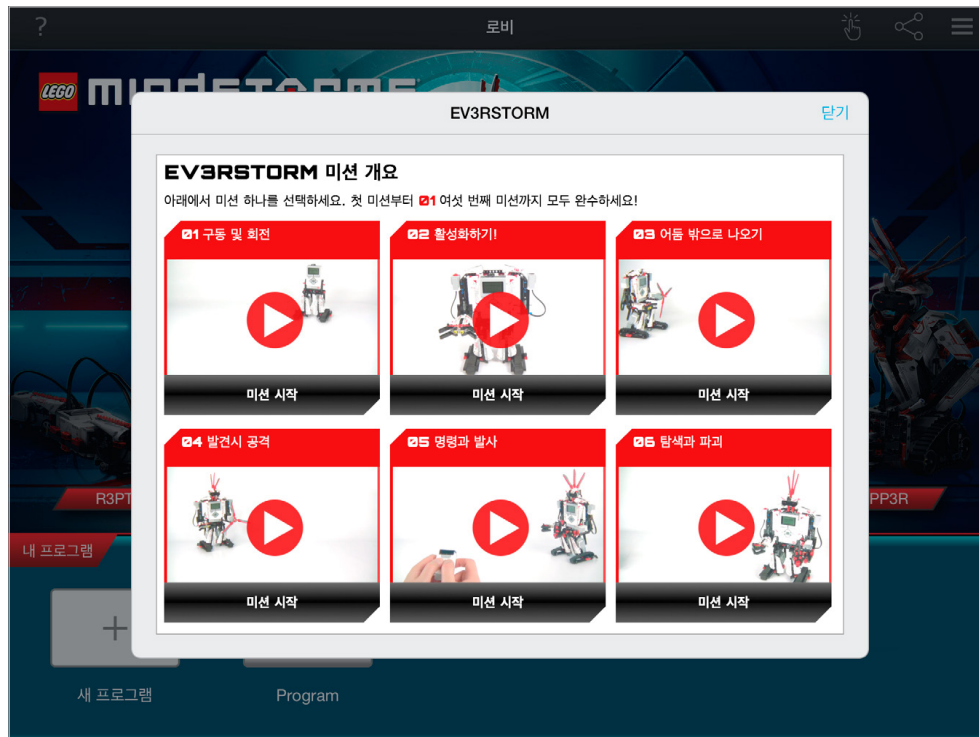 ?
로비
LEGO
EV3RSTORM
닫기
EV3RSTORM 미션 개요
아래에서 미션 하나를 선택하세요. 첫 미션부터 01 여섯 번째 미션까지 모두 완수하세요!
01 구동 및 회전
02 활성화하기!
03 어둠 밖으로 나오기
미션 시작
미션 시작
미션 시작
04 발견시 공격
05 명령과 발사
06 탐색과 파괴
미션 시작
미션 시작
미션 시작
R3PT
PP3R
내 프로그램
+
새 프로그램
Program